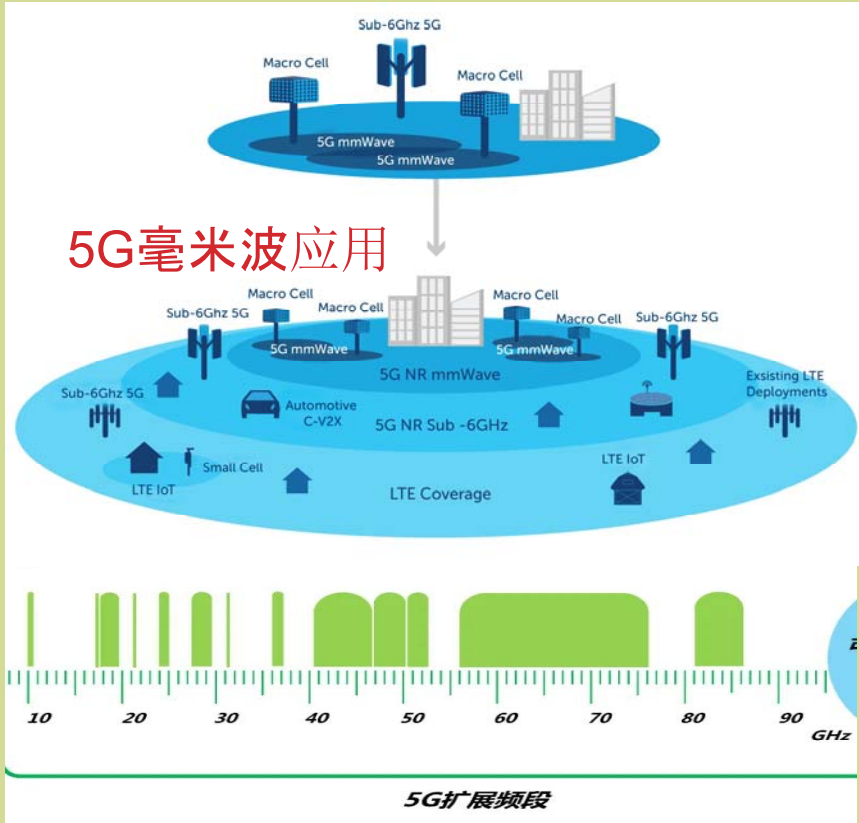 Sub-6Ghz 5G
Macro Cell
Macro Cell
5G mmWave
5G mmWave
5G毫米波应用
Macro Cell
Macro Cell
Sub-6Ghz 5G
Macro Cell
Macro Cell
Sub-6Ghz 5G
5G mmWave
5G mmWave
5G NR mmWave
Sub-6Ghz 5G
Automotive
C-V2X
5G NR Sub -6GHz
Exsisting LTE
Deployments
Small Cell
LTE IoT
LTE IoT
LTE Coverage
10 20 30 40 50 60 70 80 90
GHz
5G扩展频段